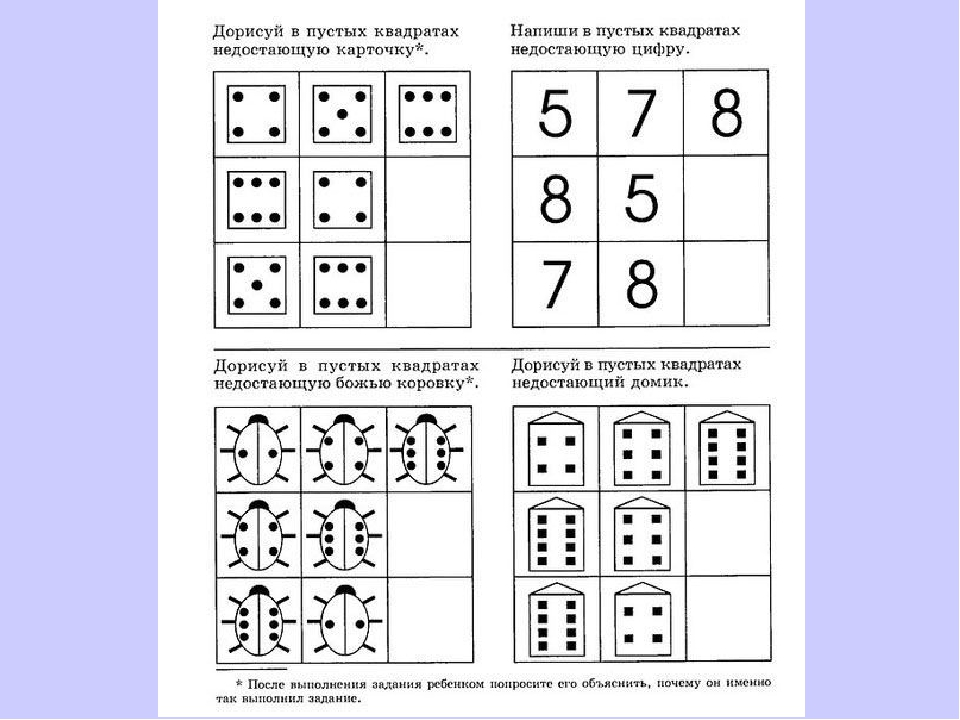 Дорисуй в пустых квадратах
недостающую карточку*.
Напиши в пустых квадратах
недостающую цифру.
5 7 8
8 5
7 8
Дорисуй в пустых квадратах
недостающую божью коровку*.
Дорисуй в пустых квадратах
недостающий домик.
* После выполнения задания ребенком попросите его объяснить, почему он именно
так выполнил задание.